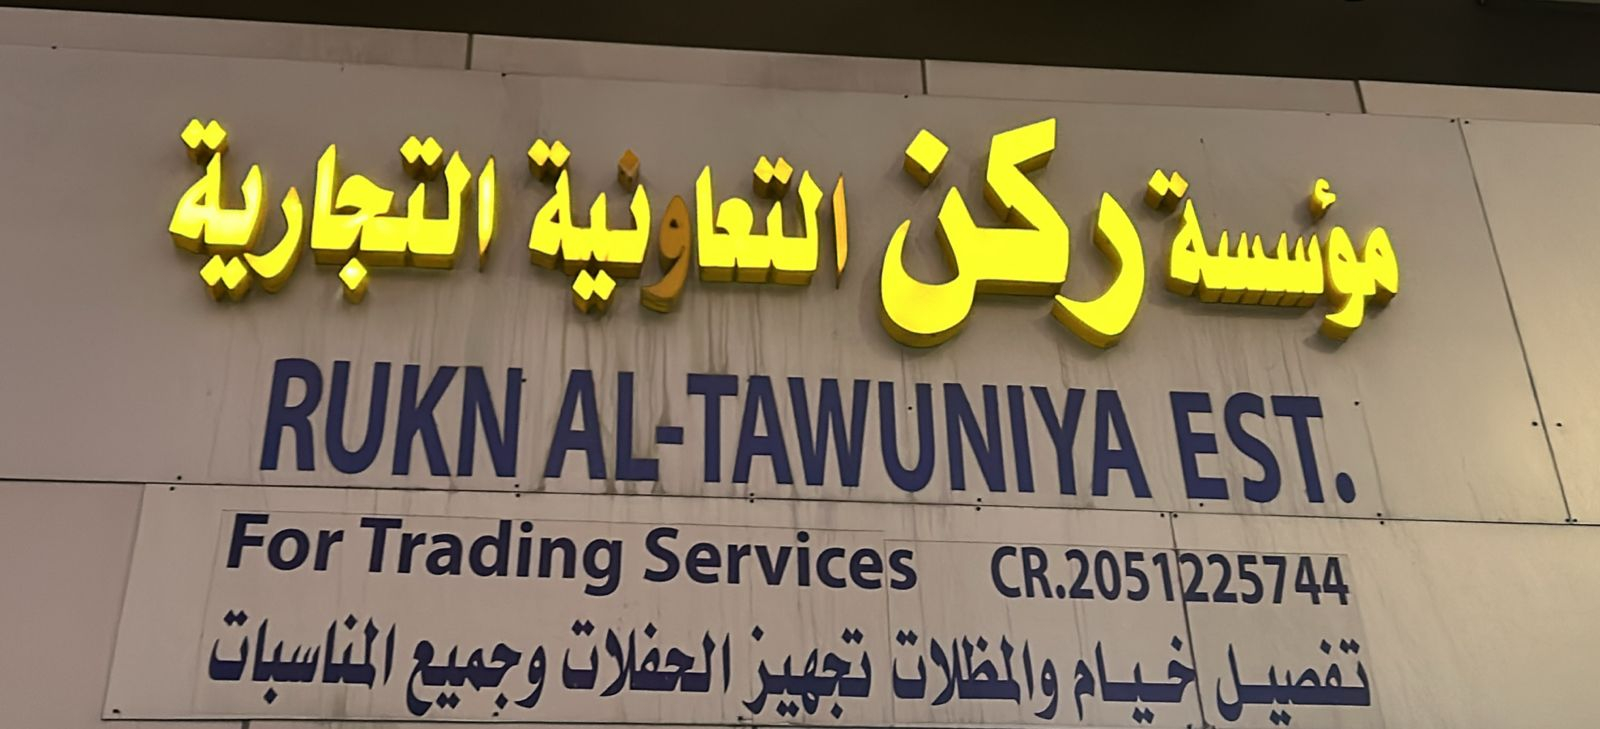 مؤسسة ركن التعاونية التجارية
RUKN AL-TAWUNIYA EST.
For Trading Services CR.2051225744
تفصيل خيام والمظلات تجهيز الحفلات وجميع المناسبات